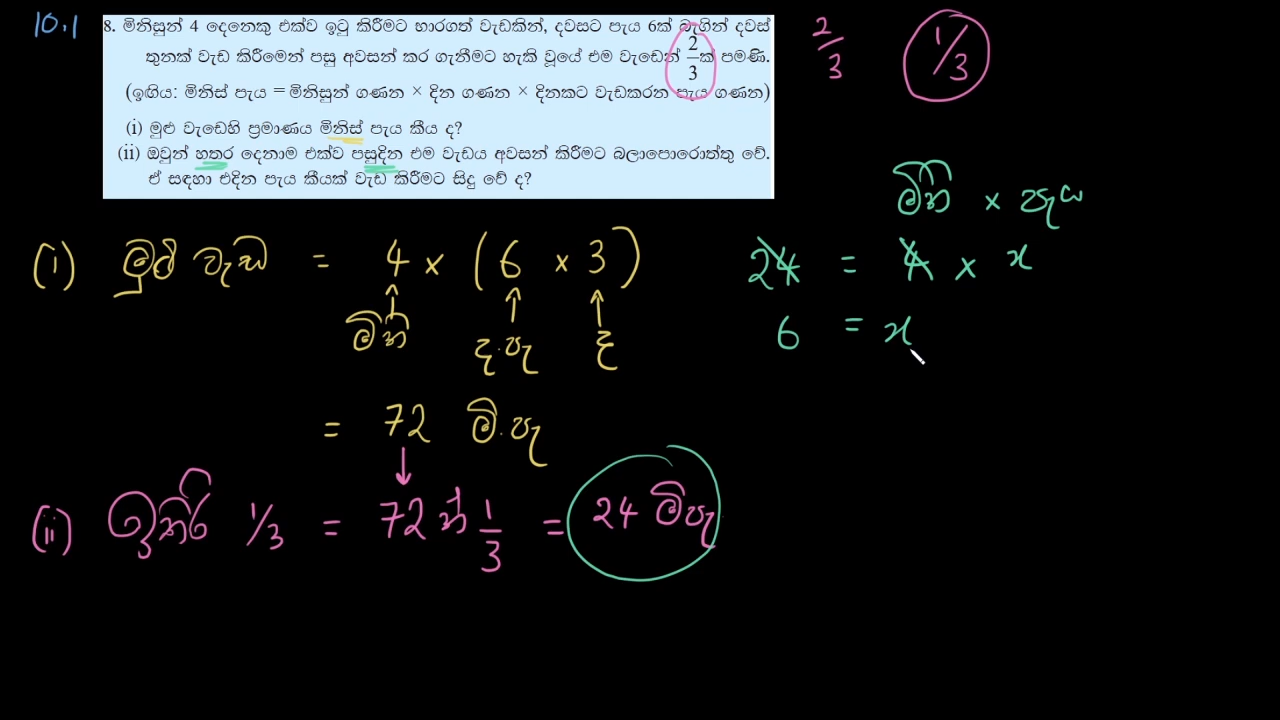 10.1
8. මිනිසුන් 4 දෙනෙකු එක්ව ඉටු කිරීමට භාරගත් වැඩකින්, දවසට පැය 6ක් බැගින් දවස්
තුනක් වැඩ කිරීමෙන් පසු අවසන් කර ගැනීමට හැකි වූයේ එම වැඩෙන් 2/3 ක් පමණි.
(ඉඟිය: මිනිස් පැය = මිනිසුන් ගණන × දින ගණන × දිනකට වැඩකරන පැය ගණන)
(i) මුළු වැඩෙහි ප්‍රමාණය මිනිස් පැය කීය ද?
(ii) ඔවුන් හතර දෙනාම එක්ව පසුදින එම වැඩය අවසන් කිරීමට බලාපොරොත්තු වේ.
ඒ සඳහා එදින පැය කීයක් වැඩ කිරීමට සිදු වේ ද?
2/3 1/3
(i) මුළු වැඩ = 4 × (6 × 3)
මිනි ද.පැ ද
= 72 මි.පැ
(ii) ඉතිරි 1/3 = 72 න් 1/3 = 24 මිපැ
මිනි × පැය
24 = 4 × x
6 = x